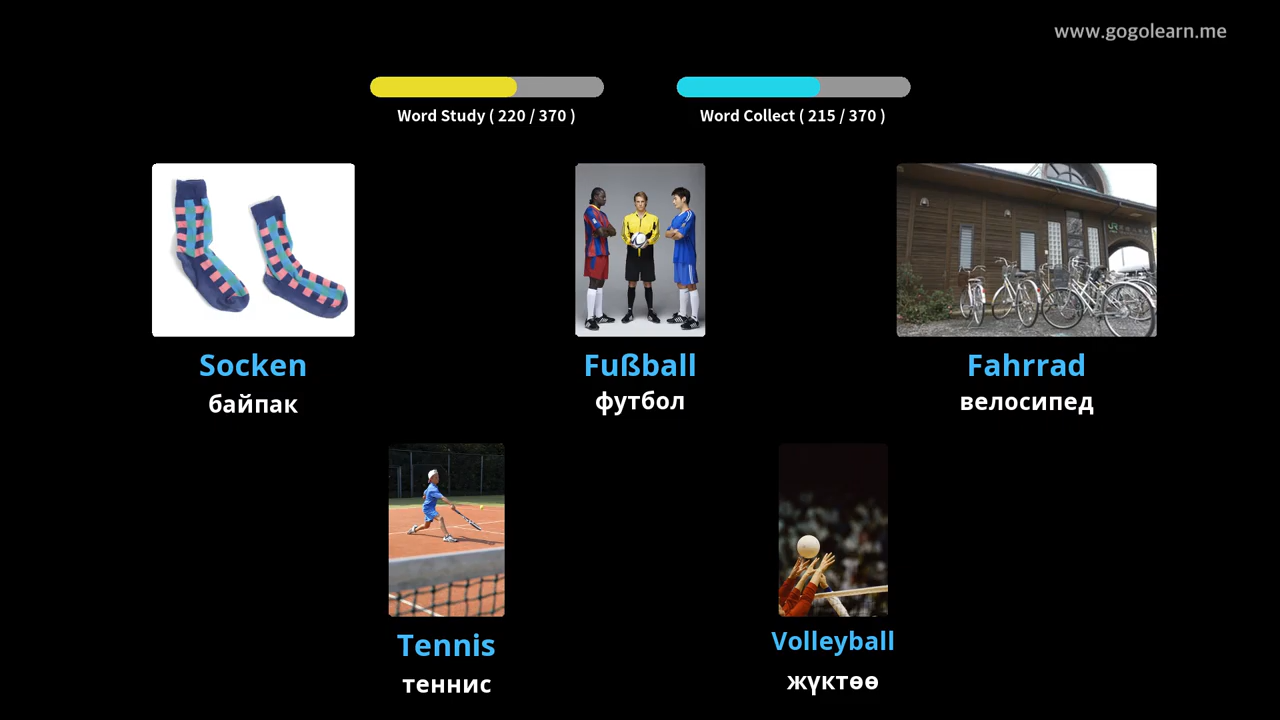 www.gogolearn.me
Word Study ( 220 / 370 )
Word Collect ( 215 / 370 )
Socken
байпак
Fußball
футбол
Fahrrad
велосипед
Tennis
теннис
Volleyball
жүктөө